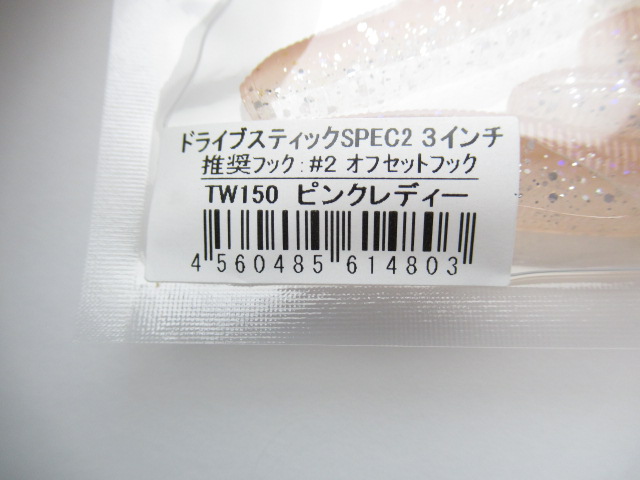 ドライブスティックSPEC2 3インチ
推奨フック:#2 オフセットフック
TW150 ピンクレディー
4 560485 614803